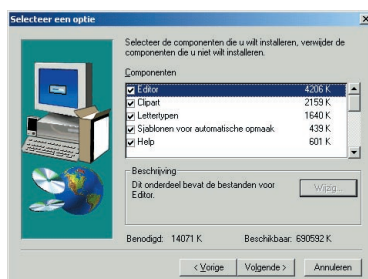 Selecteer een optie
Selecteer de componenten die u wilt installeren, verwijder de
componenten die u niet wilt installeren.
Componenten
Editor 4206 K
Clipart 2159 K
Lettertypen 1640 K
Sjablonen voor automatische opmaak 439 K
Help 601 K
Beschrijving
Dit onderdeel bevat de bestanden voor
Editor.
Wijzig...
Benodigd: 14071 K Beschikbaar: 690592 K
< Vorige Volgende > Annuleren